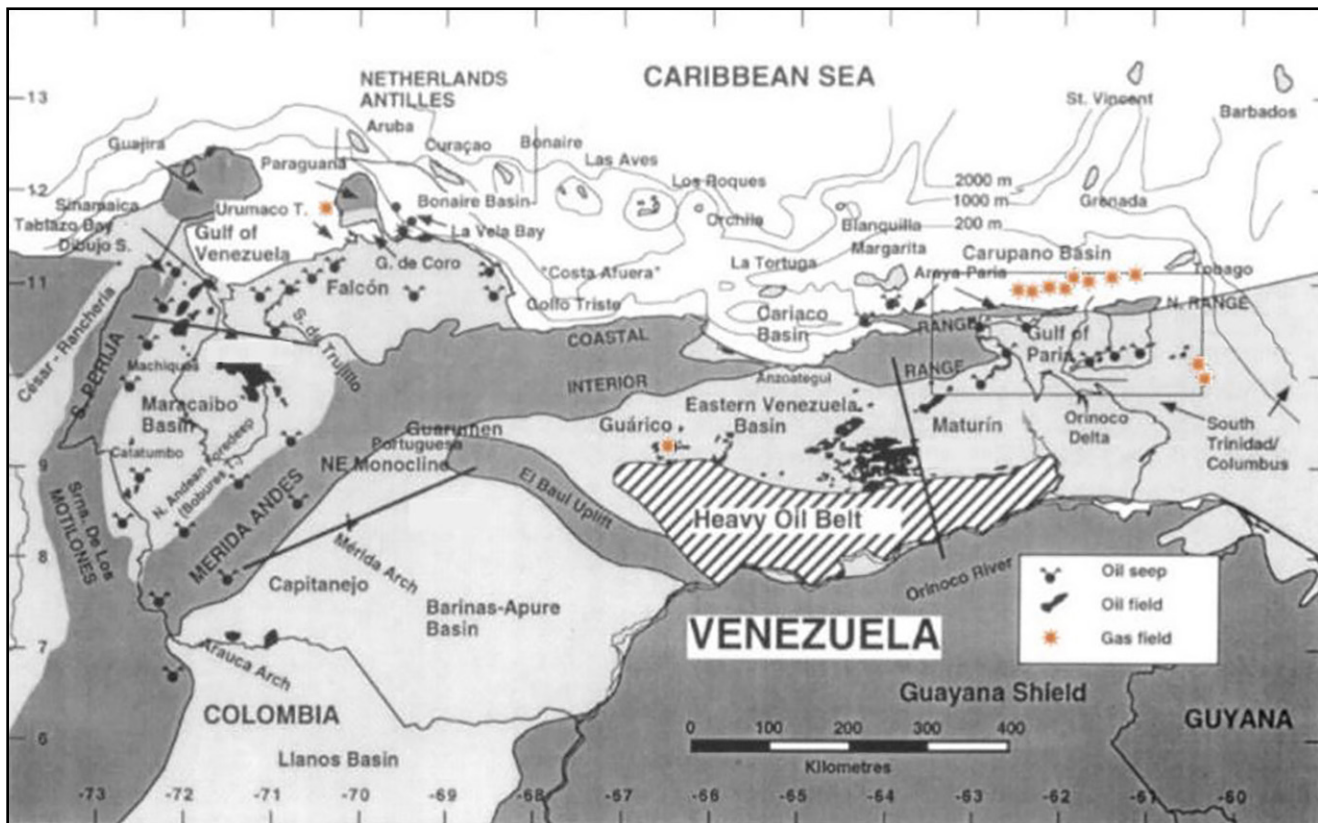 NETHERLANDS
ANTILLES
CARIBBEAN SEA
13
12
11
9
8
7
6
St. Vincent
Barbados
Guajira
Aruba
Curaçao
Bonaire
Paraguana
Las Aves
Los Roques
2000 m
1000 m
200 m
Grenada
Sinamaica
Tablazo Bay
Dibujo S.
Urumaco T.
Gulf of
Venezuela
Bonaire Basin
La Vela Bay
G. de Coro
Orchila
Blanquilla
Margarita
Carupano Basin
La Tortuga
Araya Paria
Tobago
"Costa Afuera"
Golfo Triste
Falcón
S. de Trujillo
César - Ranchería
S. PERIJA
COASTAL
INTERIOR
Cariaco
Basin
RANGE
RANGE
N. RANGE
Gulf of
Paria
Machiques
Maracaibo
Basin
Anzoategui
Eastern Venezuela
Basin
Guárico
Maturín
Orinoco
Delta
South
Trinidad/
Columbus
Guarumen
Portuguesa
NE Monocline
Catatumbo
N. Andean Foredeep
(Bobures T.)
El Baul Uplift
Heavy Oil Belt
Srna. De Los
MOTILONES
MERIDA ANDES
Mérida Arch
Capitanejo
Barinas-Apure
Basin
Orinoco River
Oil seep
Oil field
Gas field
VENEZUELA
Arauca Arch
COLOMBIA
Llanos Basin
Guayana Shield
GUYANA
0 100 200 300 400
Kilometres
-73 -72 -71 -70 -69 -68 -67 -66 -65 -64 -63 -62 -61 -60